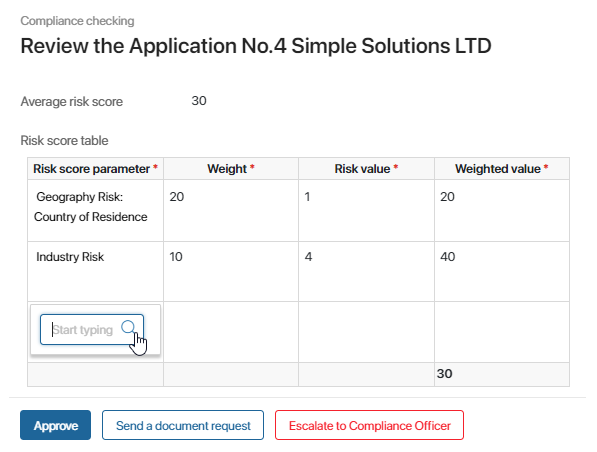 Compliance checking
Review the Application No.4 Simple Solutions LTD
Average risk score 30
Risk score table
Risk score parameter * Weight * Risk value * Weighted value *
Geography Risk: 20 1 20
Country of Residence
Industry Risk 10 4 40
Start typing
30
Approve Send a document request Escalate to Compliance Officer